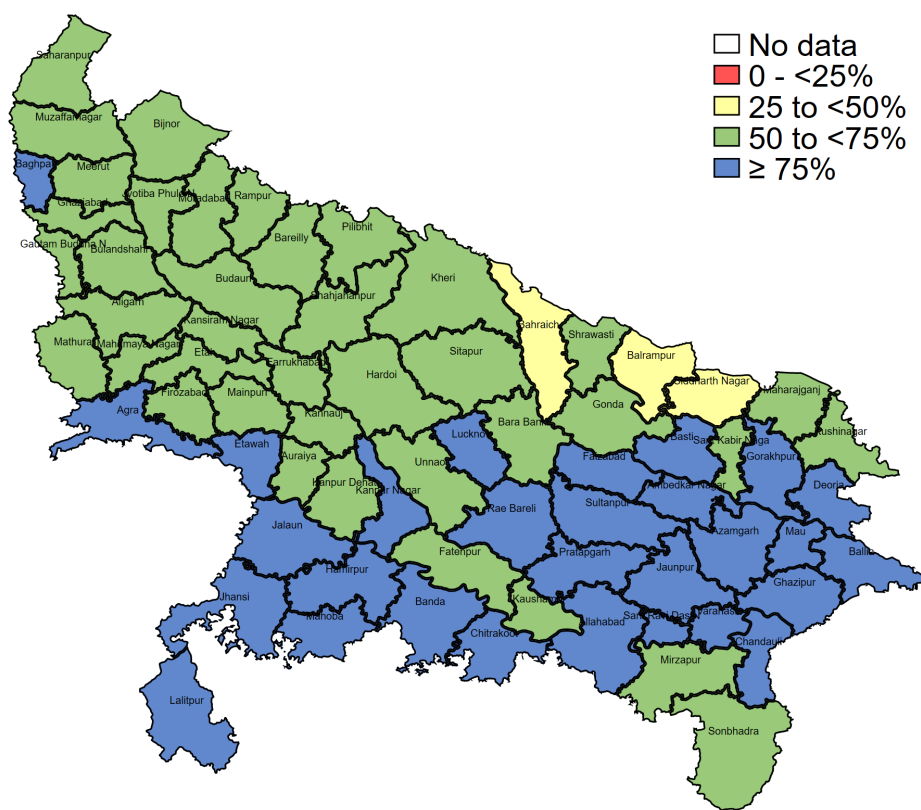 No data
0 - <25%
25 to <50%
50 to <75%
≥ 75%
Saharanpur
Muzaffarnagar
Bijnor
Baghpat
Meerut
Ghaziabad
Jyotiba Phule N
Moradabad
Rampur
Bareilly
Pilibhit
Gautam Buddha N
Bulandshahr
Budaun
Shahjahanpur
Kheri
Aligarh
Kansiram Nagar
Mathura
Mahamaya Nagar
Etah
Farrukhabad
Hardoi
Sitapur
Bahraich
Shrawasti
Balrampur
Siddharth Nagar
Maharajganj
Kushinagar
Agra
Firozabad
Mainpuri
Kannauj
Gonda
Etawah
Auraiya
Kanpur Dehat
Kanpur Nagar
Unnao
Lucknow
Bara Banki
Faizabad
Basti
Sant Kabir Naga
Gorakhpur
Deoria
Ambedkar Nagar
Rae Bareli
Sultanpur
Azamgarh
Mau
Ballia
Jalaun
Fatehpur
Pratapgarh
Jaunpur
Ghazipur
Hamirpur
Jhansi
Mahoba
Banda
Chitrakoot
Kaushambi
Allahabad
Sant Ravi Das N
Varanasi
Chandauli
Mirzapur
Lalitpur
Sonbhadra